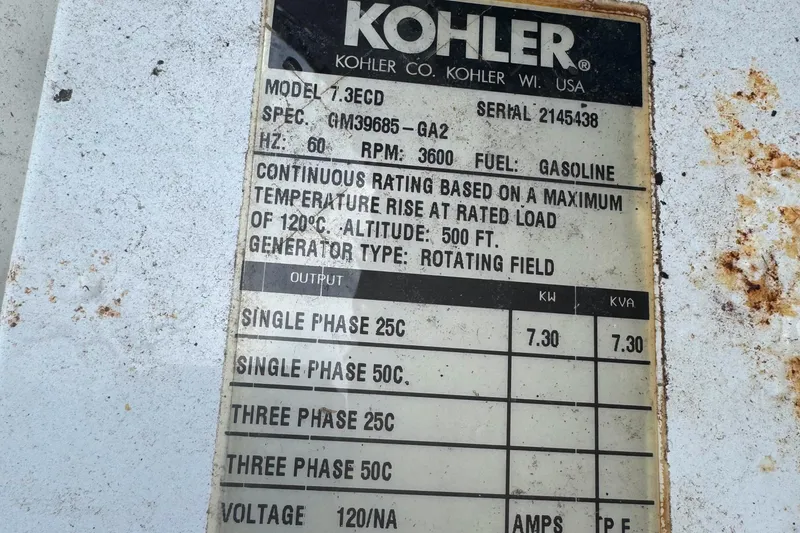 KOHLER®
KOHLER CO. KOHLER WI. USA
MODEL 7.3ECD SERIAL 2145438
SPEC. GM39685-GA2
HZ: 60 RPM: 3600 FUEL: GASOLINE
CONTINUOUS RATING BASED ON A MAXIMUM
TEMPERATURE RISE AT RATED LOAD
OF 120ºC. ALTITUDE: 500 FT.
GENERATOR TYPE: ROTATING FIELD
OUTPUT KW KVA
SINGLE PHASE 25C 7.30 7.30
SINGLE PHASE 50C.
THREE PHASE 25C
THREE PHASE 50C
VOLTAGE 120/NA AMPS P.F.